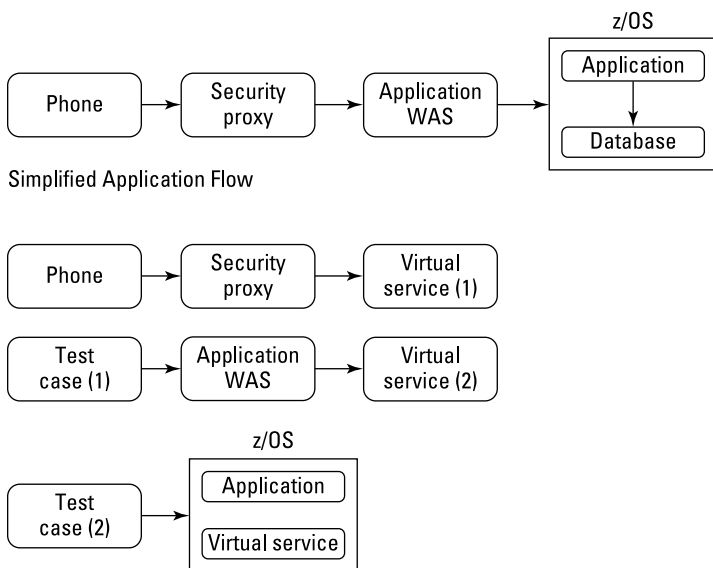 z/OS
Phone
Security
proxy
Application
WAS
Application
Database
Simplified Application Flow
Phone
Security
proxy
Virtual
service (1)
Test
case (1)
Application
WAS
Virtual
service (2)
z/OS
Test
case (2)
Application
Virtual service